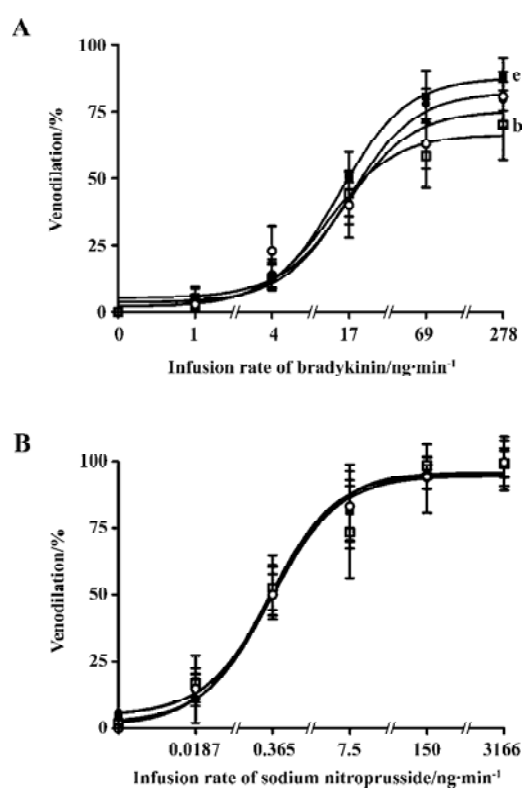 A
100
75
50
25
0
Venodilation/%
e
b
0 1 4 17 69 278
Infusion rate of bradykinin/ng·min⁻¹
B
100
75
50
25
0
Venodilation/%
0.0187 0.365 7.5 150 3166
Infusion rate of sodium nitroprusside/ng·min⁻¹